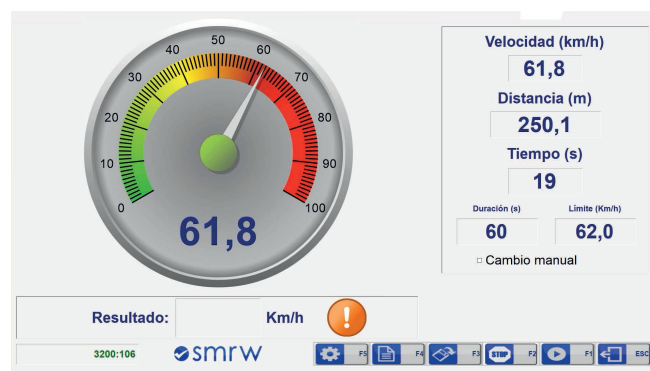 0
10
20
30
40
50
60
70
80
90
100
61,8
Velocidad (km/h)
61,8
Distancia (m)
250,1
Tiempo (s)
19
Duración (s) Limite (Km/h)
60 62,0
Cambio manual
Resultado: Km/h
!
3200:106 smrw F5 F4 F3 STOP F2 F1 ESC